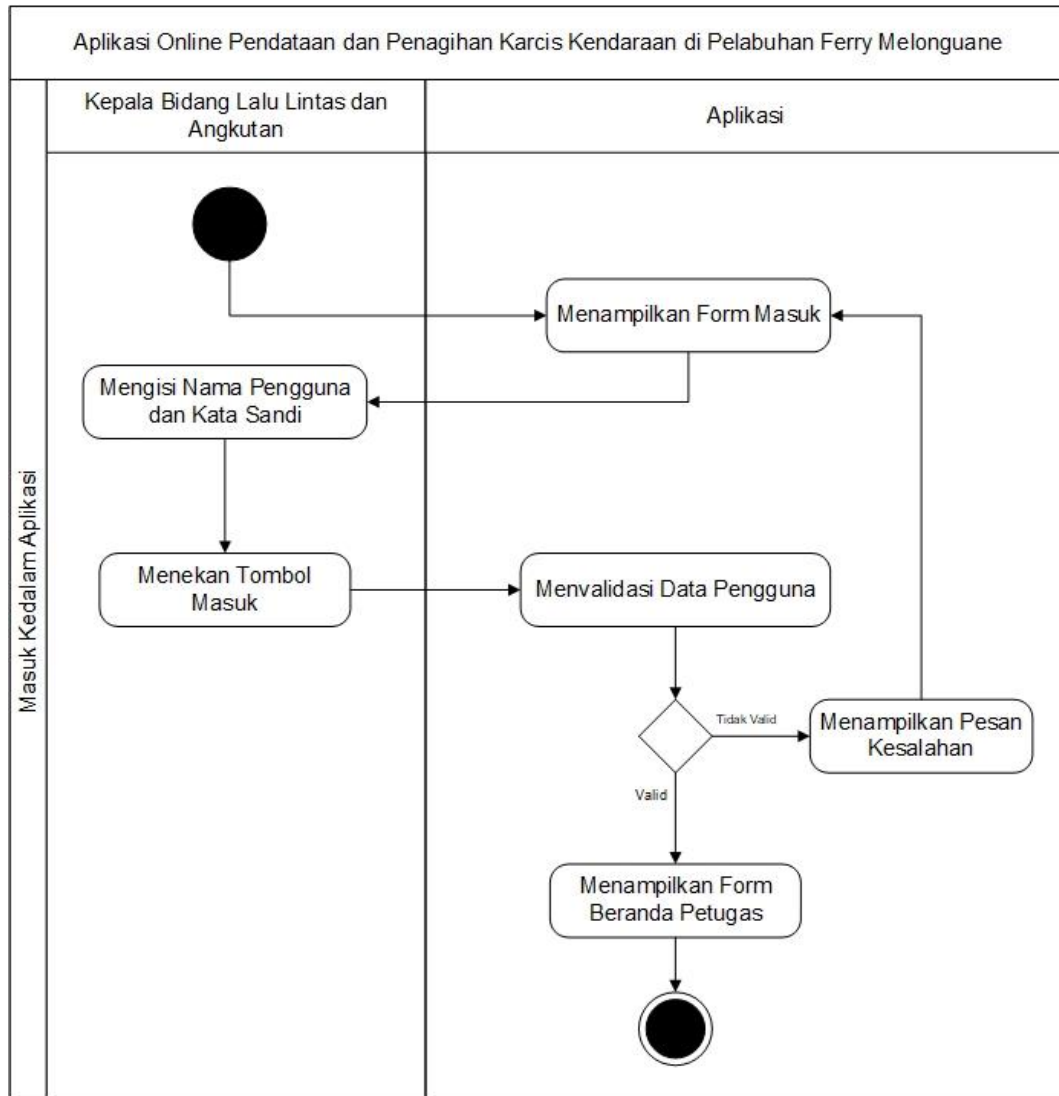 Aplikasi Online Pendataan dan Penagihan Karcis Kendaraan di Pelabuhan Ferry Melonguane
Kepala Bidang Lalu Lintas dan
Angkutan
Aplikasi
Masuk Kedalam Aplikasi
Menampilkan Form Masuk
Mengisi Nama Pengguna
dan Kata Sandi
Menekan Tombol
Masuk
Menvalidasi Data Pengguna
Tidak Valid
Menampilkan Pesan
Kesalahan
Valid
Menampilkan Form
Beranda Petugas